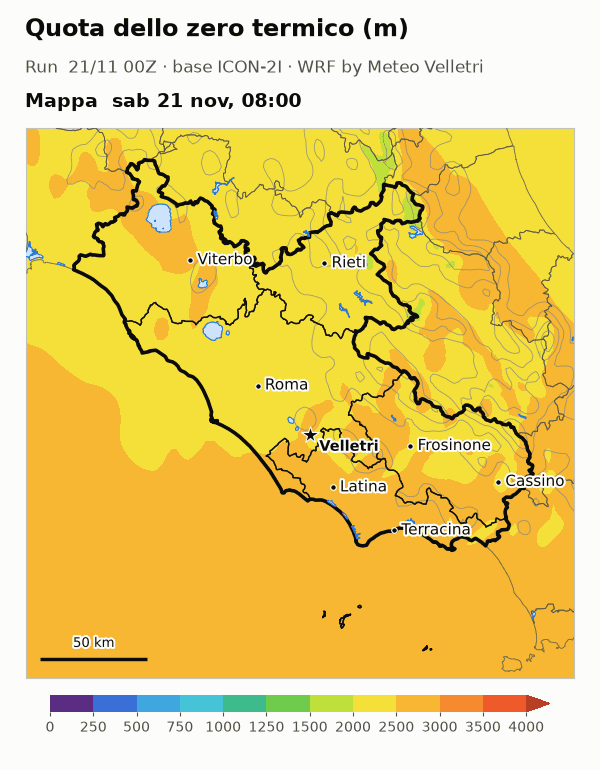 Quota dello zero termico (m)
Run 21/11 00Z · base ICON-2I · WRF by Meteo Velletri
Mappa sab 21 nov, 08:00
Viterbo
Rieti
Roma
Velletri
Frosinone
Cassino
Latina
Terracina
50 km
0 250 500 750 1000 1250 1500 2000 2500 3000 3500 4000